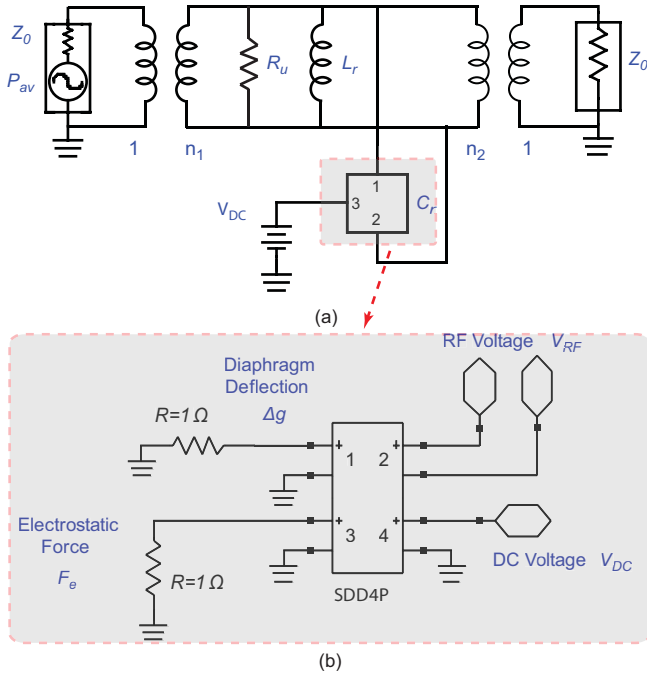 Z0
Pav
Ru
Lr
Z0
1
n1
n2
1
1
3
2
Cr
VDC
(a)
RF Voltage VRF
Diaphragm
Deflection
Δg
R=1 Ω
+
1
2
+
+
3
4
+
Electrostatic
Force
Fe
R=1 Ω
DC Voltage VDC
SDD4P
(b)